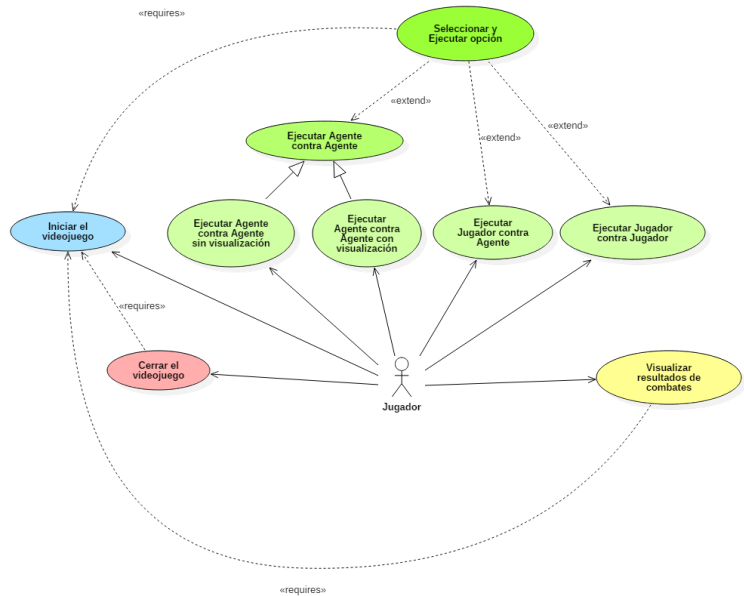 «requires»
Seleccionar y
Ejecutar opción
«extend»
«extend»
«extend»
Ejecutar Agente
contra Agente
Iniciar el
videojuego
Ejecutar Agente
contra Agente
sin visualización
Ejecutar
Agente contra
Agente con
visualización
Ejecutar
Jugador contra
Agente
Ejecutar Jugador
contra Jugador
«requires»
Cerrar el
videojuego
Jugador
Visualizar
resultados de
combates
«requires»